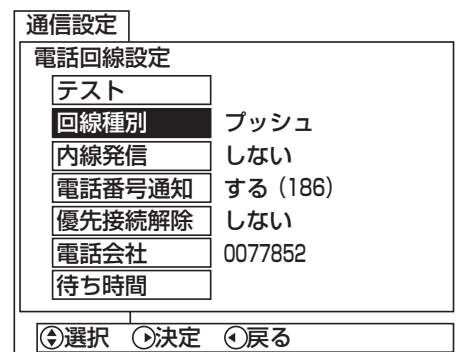 通信設定
電話回線設定
テスト
回線種別 プッシュ
内線発信 しない
電話番号通知 する（186）
優先接続解除 しない
電話会社 0077852
待ち時間
選択 決定 戻る